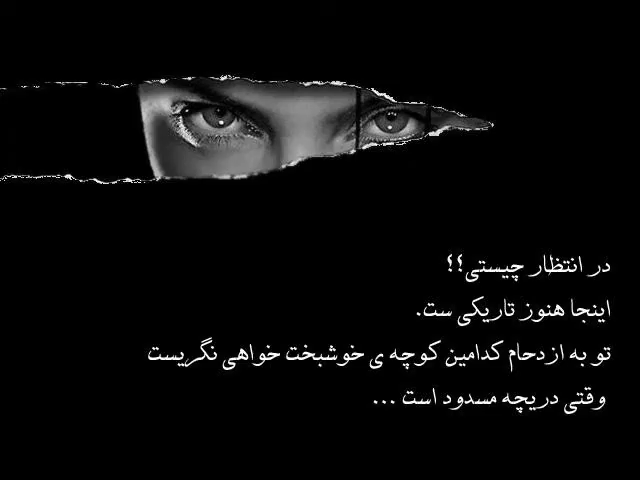 در انتظار چیستی؟؟
اینجا هنوز تاریکی ست.
تو به ازدحام کدامین کوچه ی خوشبخت خواهی نگریست
وقتی دریچه مسدود است ...